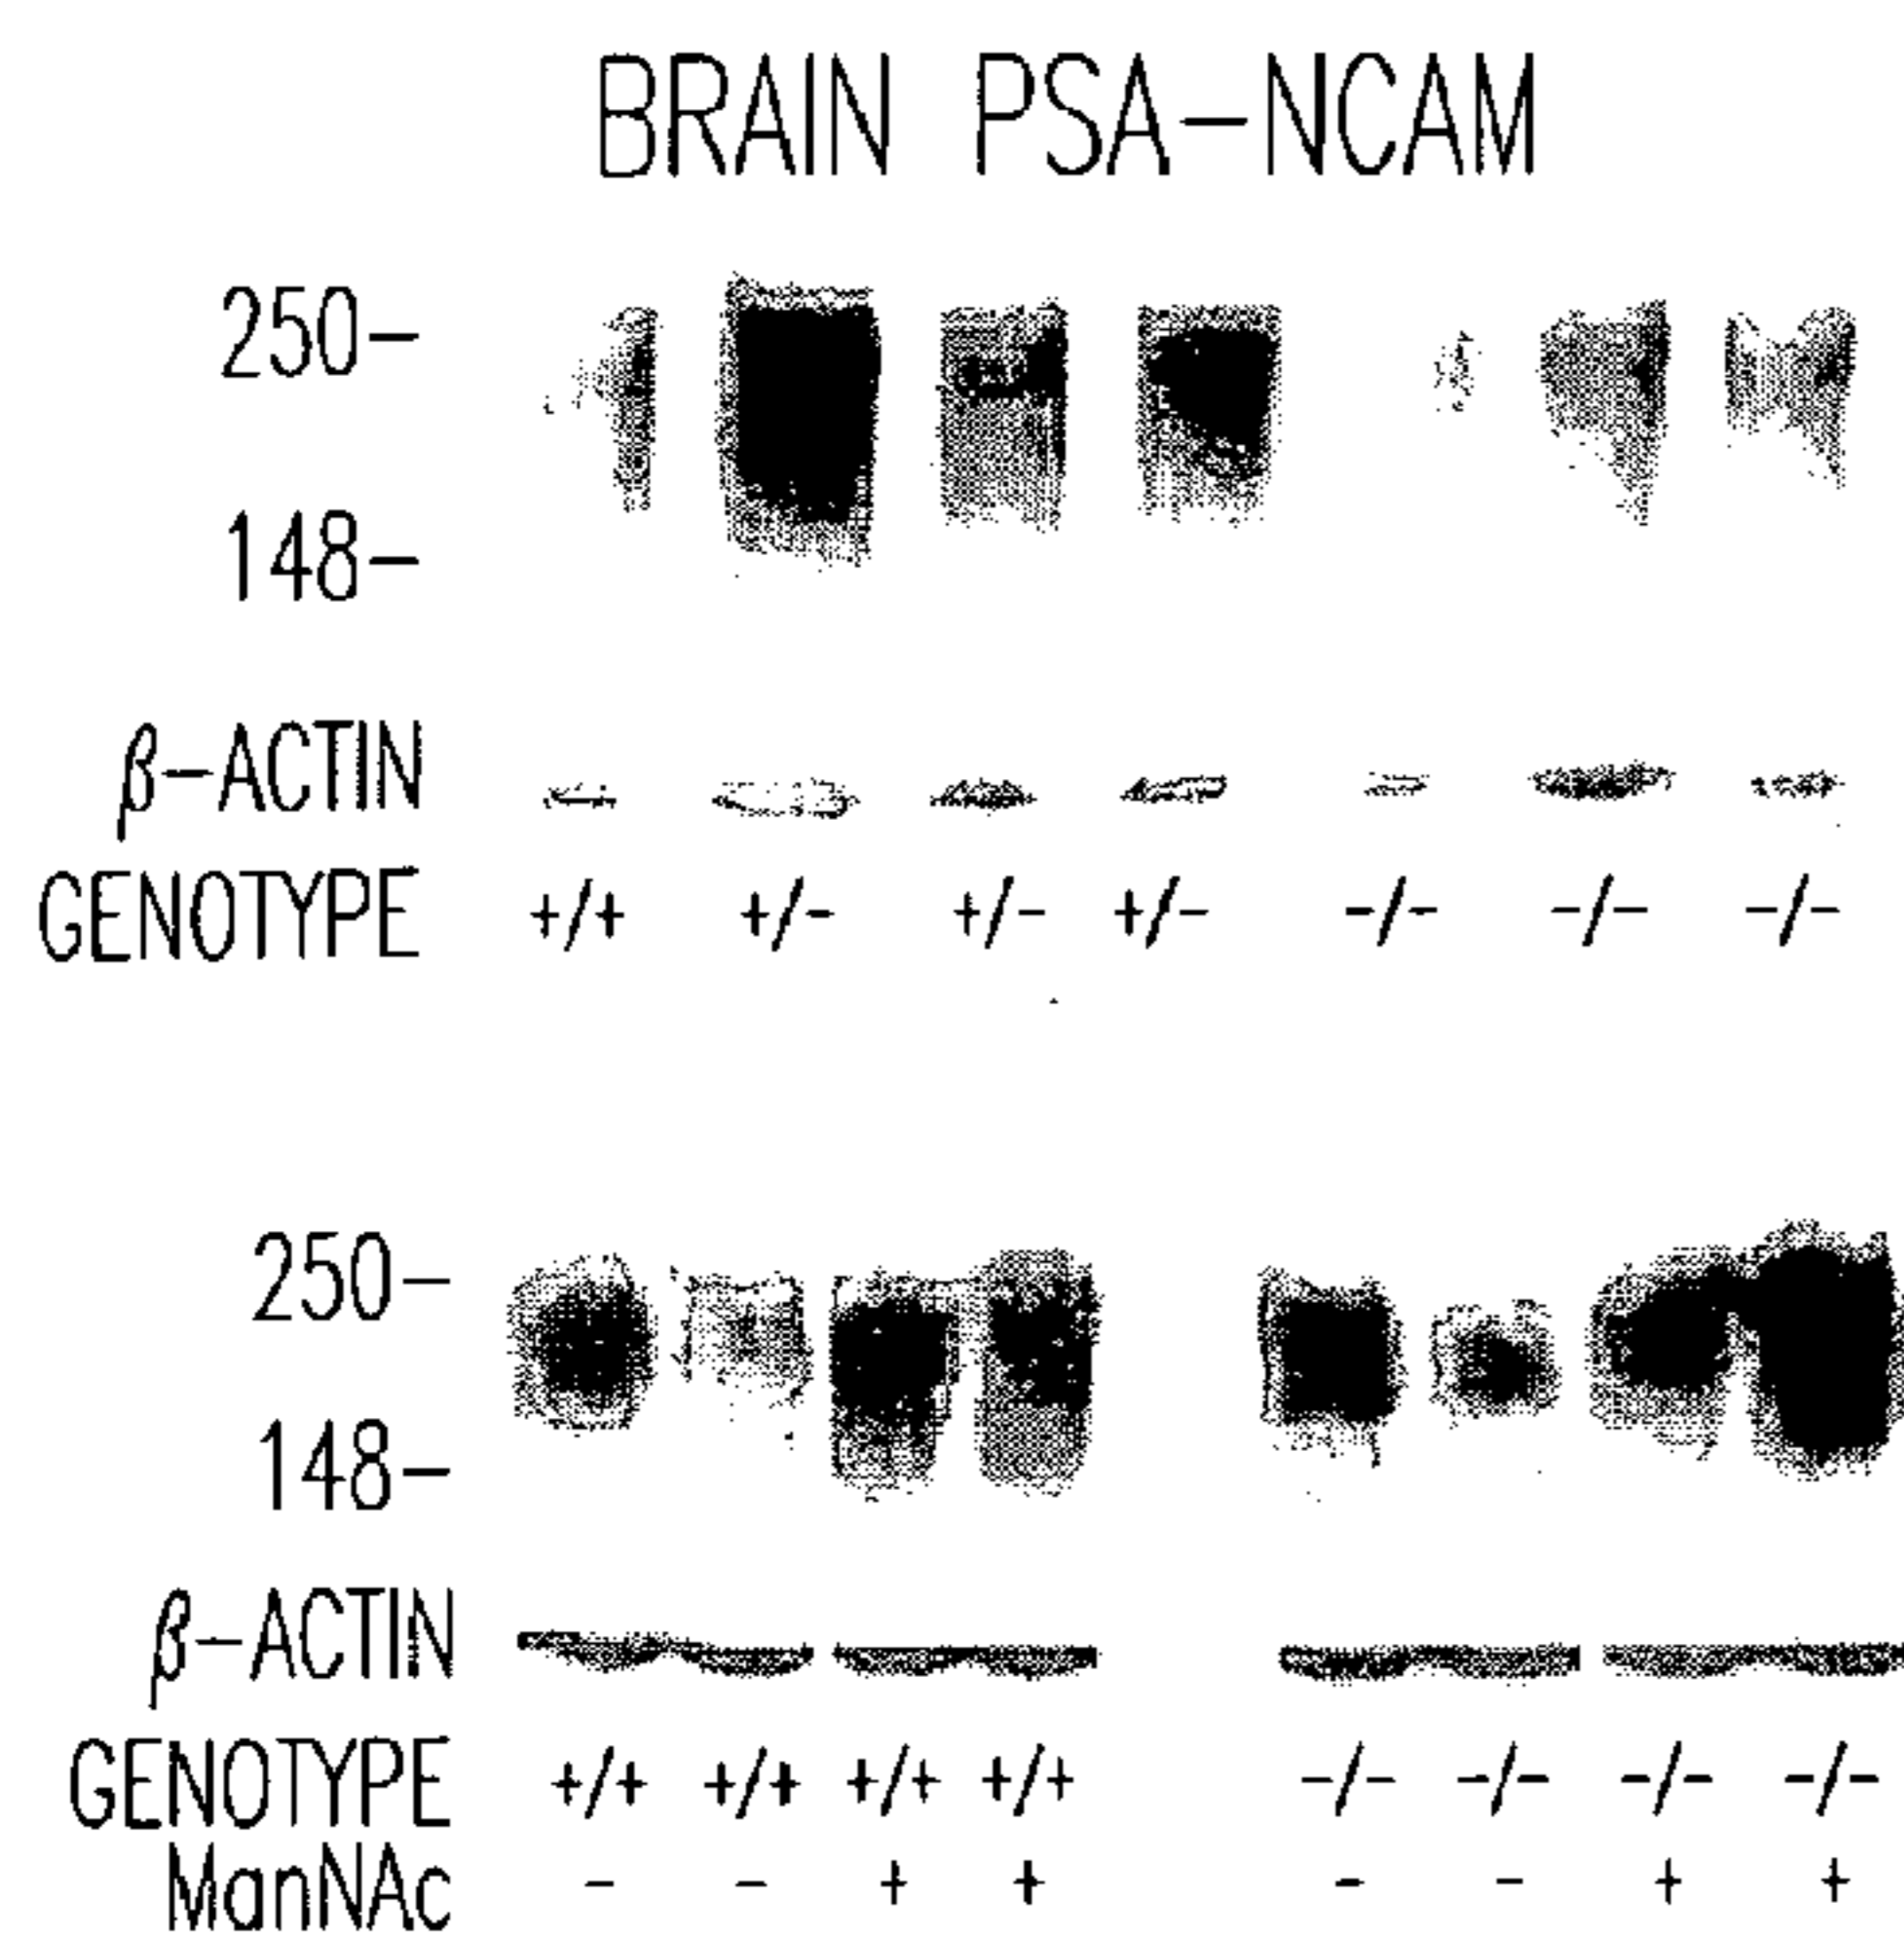 BRAIN PSA-NCAM
250-
148-
β-ACTIN
GENOTYPE +/+ +/- +/- +/- -/- -/- -/-
250-
148-
β-ACTIN
GENOTYPE +/+ +/+ +/+ +/+ -/- -/- -/- -/-
ManNAc - - + + - - + +